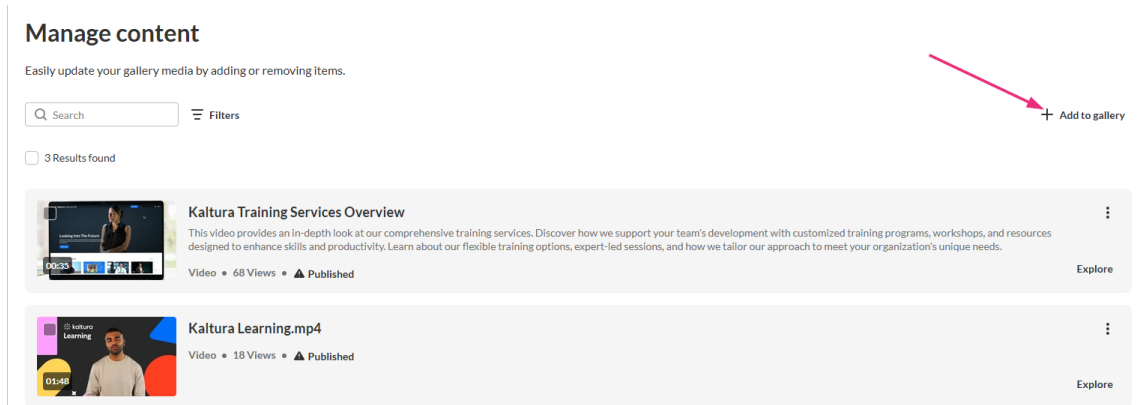 Manage content
Easily update your gallery media by adding or removing items.
Search
Filters
Add to gallery
3 Results found
Looking Into The Future
00:35
Kaltura Training Services Overview
This video provides an in-depth look at our comprehensive training services. Discover how we support your team's development with customized training programs, workshops, and resources
designed to enhance skills and productivity. Learn about our flexible training options, expert-led sessions, and how we tailor our approach to meet your organization's unique needs.
Video • 68 Views • Published
Explore
kaltura
Learning
01:48
Kaltura Learning.mp4
Video • 18 Views • Published
Explore